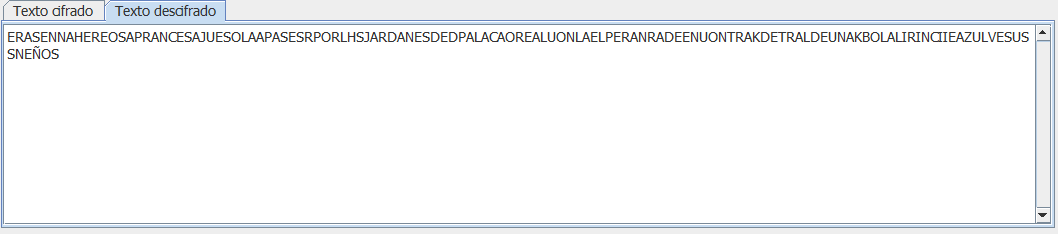 Texto cifrado
Texto descifrado
ERASENNAHEREOSAPRANCESAJUESOLAAPASESRPORLHSJARDANESDEDPALACAOREALUONLAELPERANRADEENUONTRAKDETRALDEUNAKBOLALIRINCIIEAZULVESUS
SNEÑOS